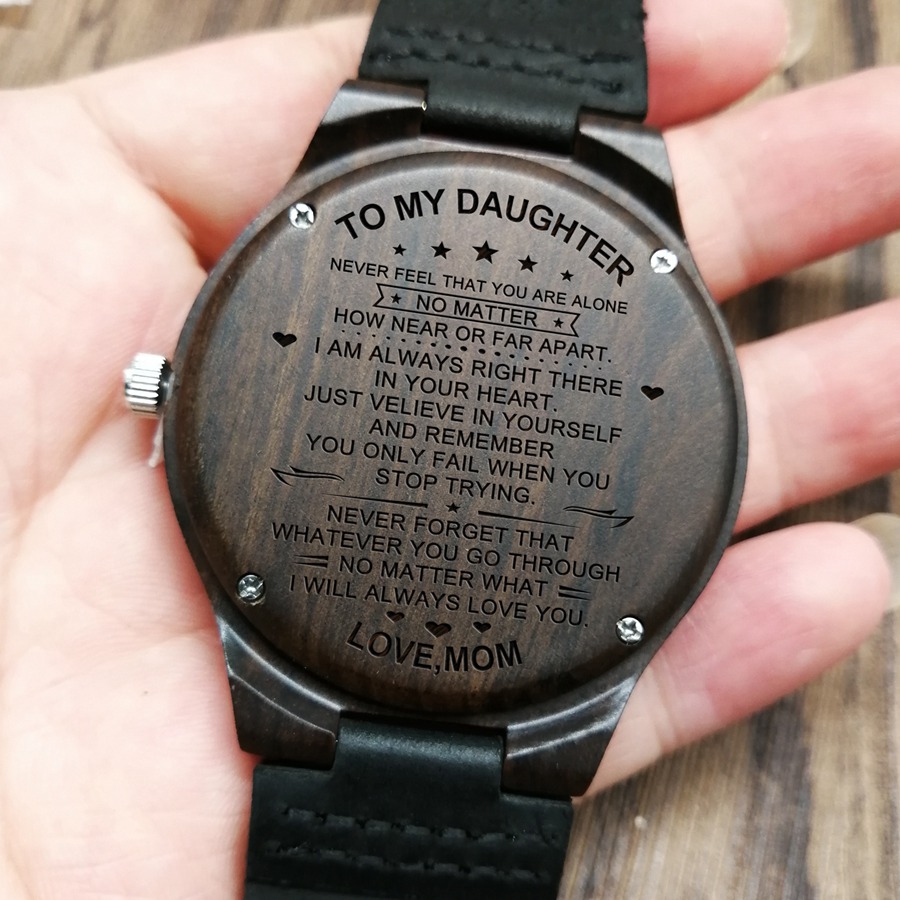 TO MY DAUGHTER
NEVER FEEL THAT YOU ARE ALONE
NO MATTER
HOW NEAR OR FAR APART.
I AM ALWAYS RIGHT THERE
IN YOUR HEART.
JUST VELIEVE IN YOURSELF
AND REMEMBER
YOU ONLY FAIL WHEN YOU
STOP TRYING.
NEVER FORGET THAT
WHATEVER YOU GO THROUGH
NO MATTER WHAT
I WILL ALWAYS LOVE YOU.
LOVE,MOM